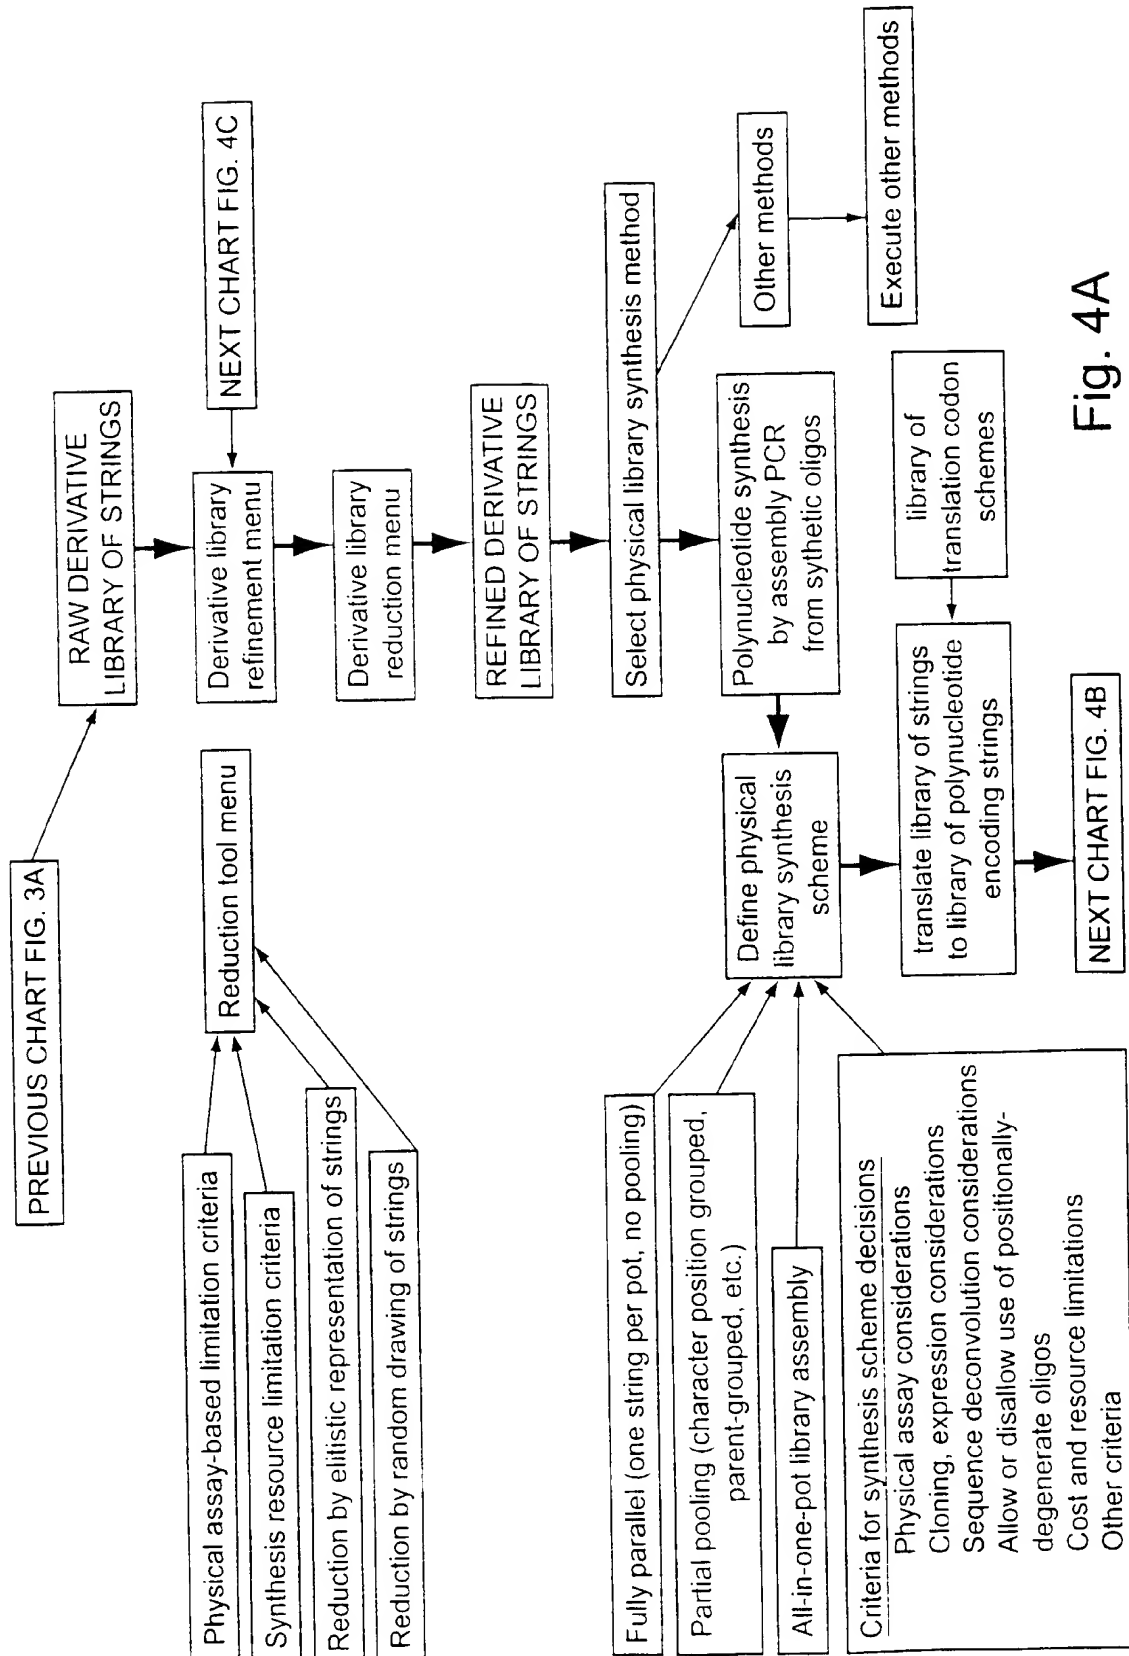 PREVIOUS CHART FIG. 3A
RAW DERIVATIVE
LIBRARY OF STRINGS
NEXT CHART FIG. 4C
Derivative library
refinement menu
Derivative library
reduction menu
REFINED DERIVATIVE
LIBRARY OF STRINGS
Physical assay-based limitation criteria
Synthesis resource limitation criteria
Reduction by elitistic representation of strings
Reduction by random drawing of strings
Reduction tool menu
Select physical library synthesis method
Other methods
Execute other methods
Polynucleotide synthesis
by assembly PCR
from sythetic oligos
Define physical
library synthesis
scheme
Fully parallel (one string per pot, no pooling)
Partial pooling (character position grouped,
parent-grouped, etc.)
All-in-one-pot library assembly
Criteria for synthesis scheme decisions
Physical assay considerations
Cloning, expression considerations
Sequence deconvolution considerations
Allow or disallow use of positionally-
degenerate oligos
Cost and resource limitations
Other criteria
library of
translation codon
schemes
translate library of strings
to library of polynucleotide
encoding strings
NEXT CHART FIG. 4B
Fig. 4A